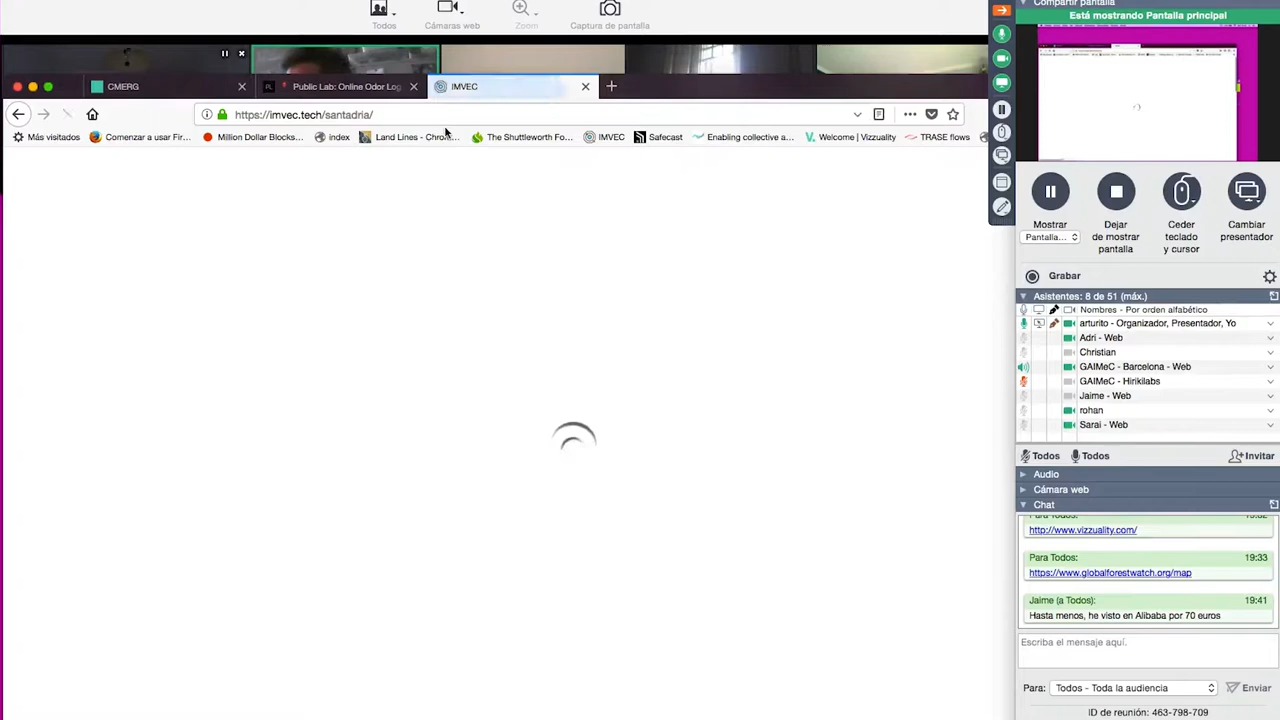 Todos
Cámaras web
Zoom
Captura de pantalla
Compartir pantalla
Está mostrando Pantalla principal
CMERG
Public Lab: Online Odor Log
IMVEC
https://imvec.tech/santadria/
Más visitados
Comenzar a usar Fir...
Million Dollar Blocks...
index
Land Lines - Chro...
The Shuttleworth Fo...
IMVEC
Safecast
Enabling collective a...
Welcome | Vizzuality
TRASE flows
Mostrar
Pantalla...
Dejar
de mostrar
pantalla
Ceder
teclado
y cursor
Cambiar
presentador
Grabar
Asistentes: 8 de 51 (máx.)
Nombres - Por orden alfabético
arturito - Organizador, Presentador, Yo
Adri - Web
Christian
GAIMeC - Barcelona - Web
GAIMeC - Hirikilabs
Jaime - Web
rohan
Sarai - Web
Todos
Todos
Invitar
Audio
Cámara web
Chat
Para Todos:
http://www.vizzuality.com/
Para Todos: 19:33
https://www.globalforestwatch.org/map
Jaime (a Todos): 19:41
Hasta menos, he visto en Alibaba por 70 euros
Escriba el mensaje aquí.
Para: Todos - Toda la audiencia
Enviar
ID de reunión: 463-798-709